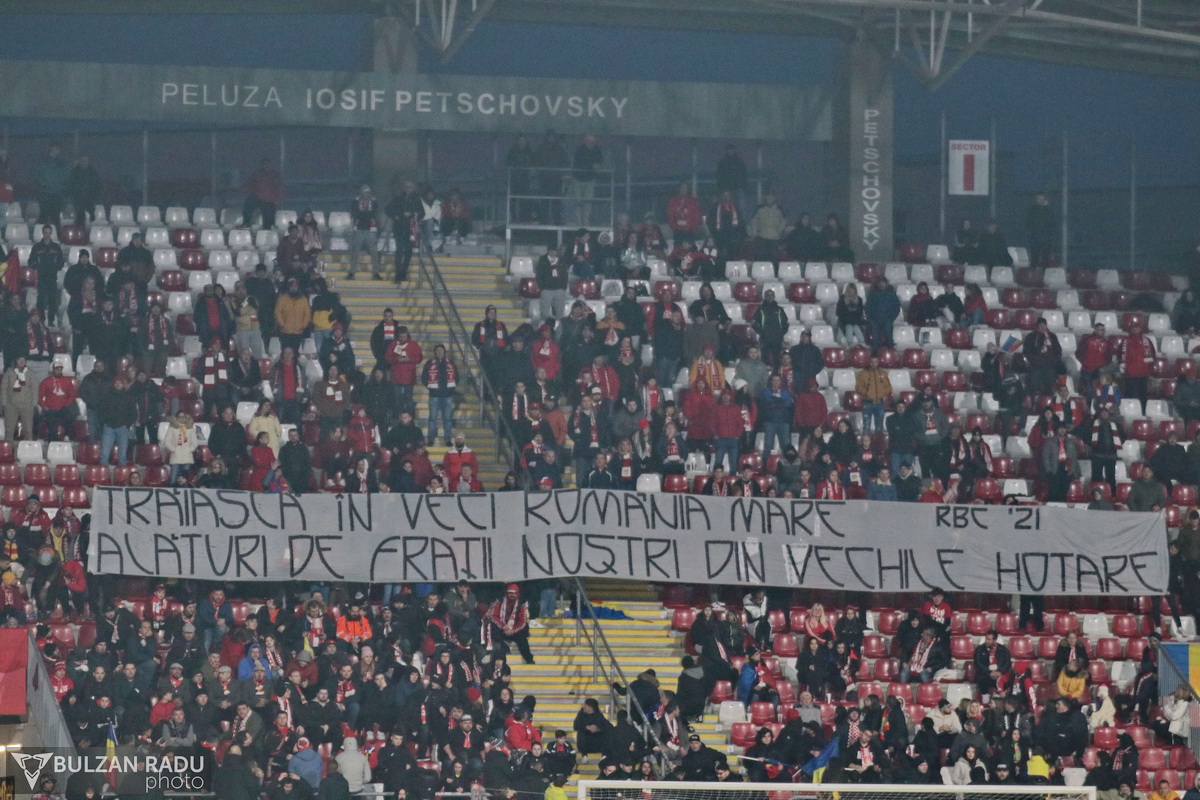 PELUZA IOSIF PETSCHOVSKY
PETSCHOVSKY
SECTOR
I
TRĂIASCĂ ÎN VECI ROMÂNIA MARE RBC '21
ALĂTURI DE FRAȚII NOȘTRI DIN VECHILE HOTARE
BULZAN RADU
photo